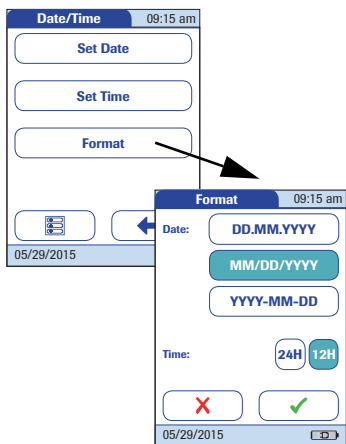 Date/Time 09:15 am
Set Date
Set Time
Format
05/29/2015
Format 09:15 am
Date: DD.MM.YYYY
MM/DD/YYYY
YYYY-MM-DD
Time: 24H 12H
05/29/2015